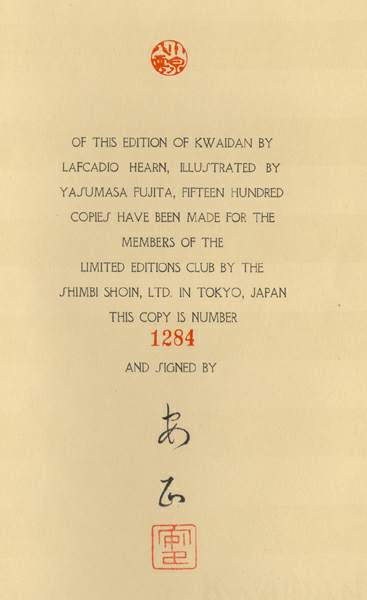 OF THIS EDITION OF KWAIDAN BY
LAFCADIO HEARN, ILLUSTRATED BY
YASUMASA FUJITA, FIFTEEN HUNDRED
COPIES HAVE BEEN MADE FOR THE
MEMBERS OF THE
LIMITED EDITIONS CLUB BY THE
SHIMBI SHOIN, LTD. IN TOKYO, JAPAN
THIS COPY IS NUMBER
1284
AND SIGNED BY
安
正